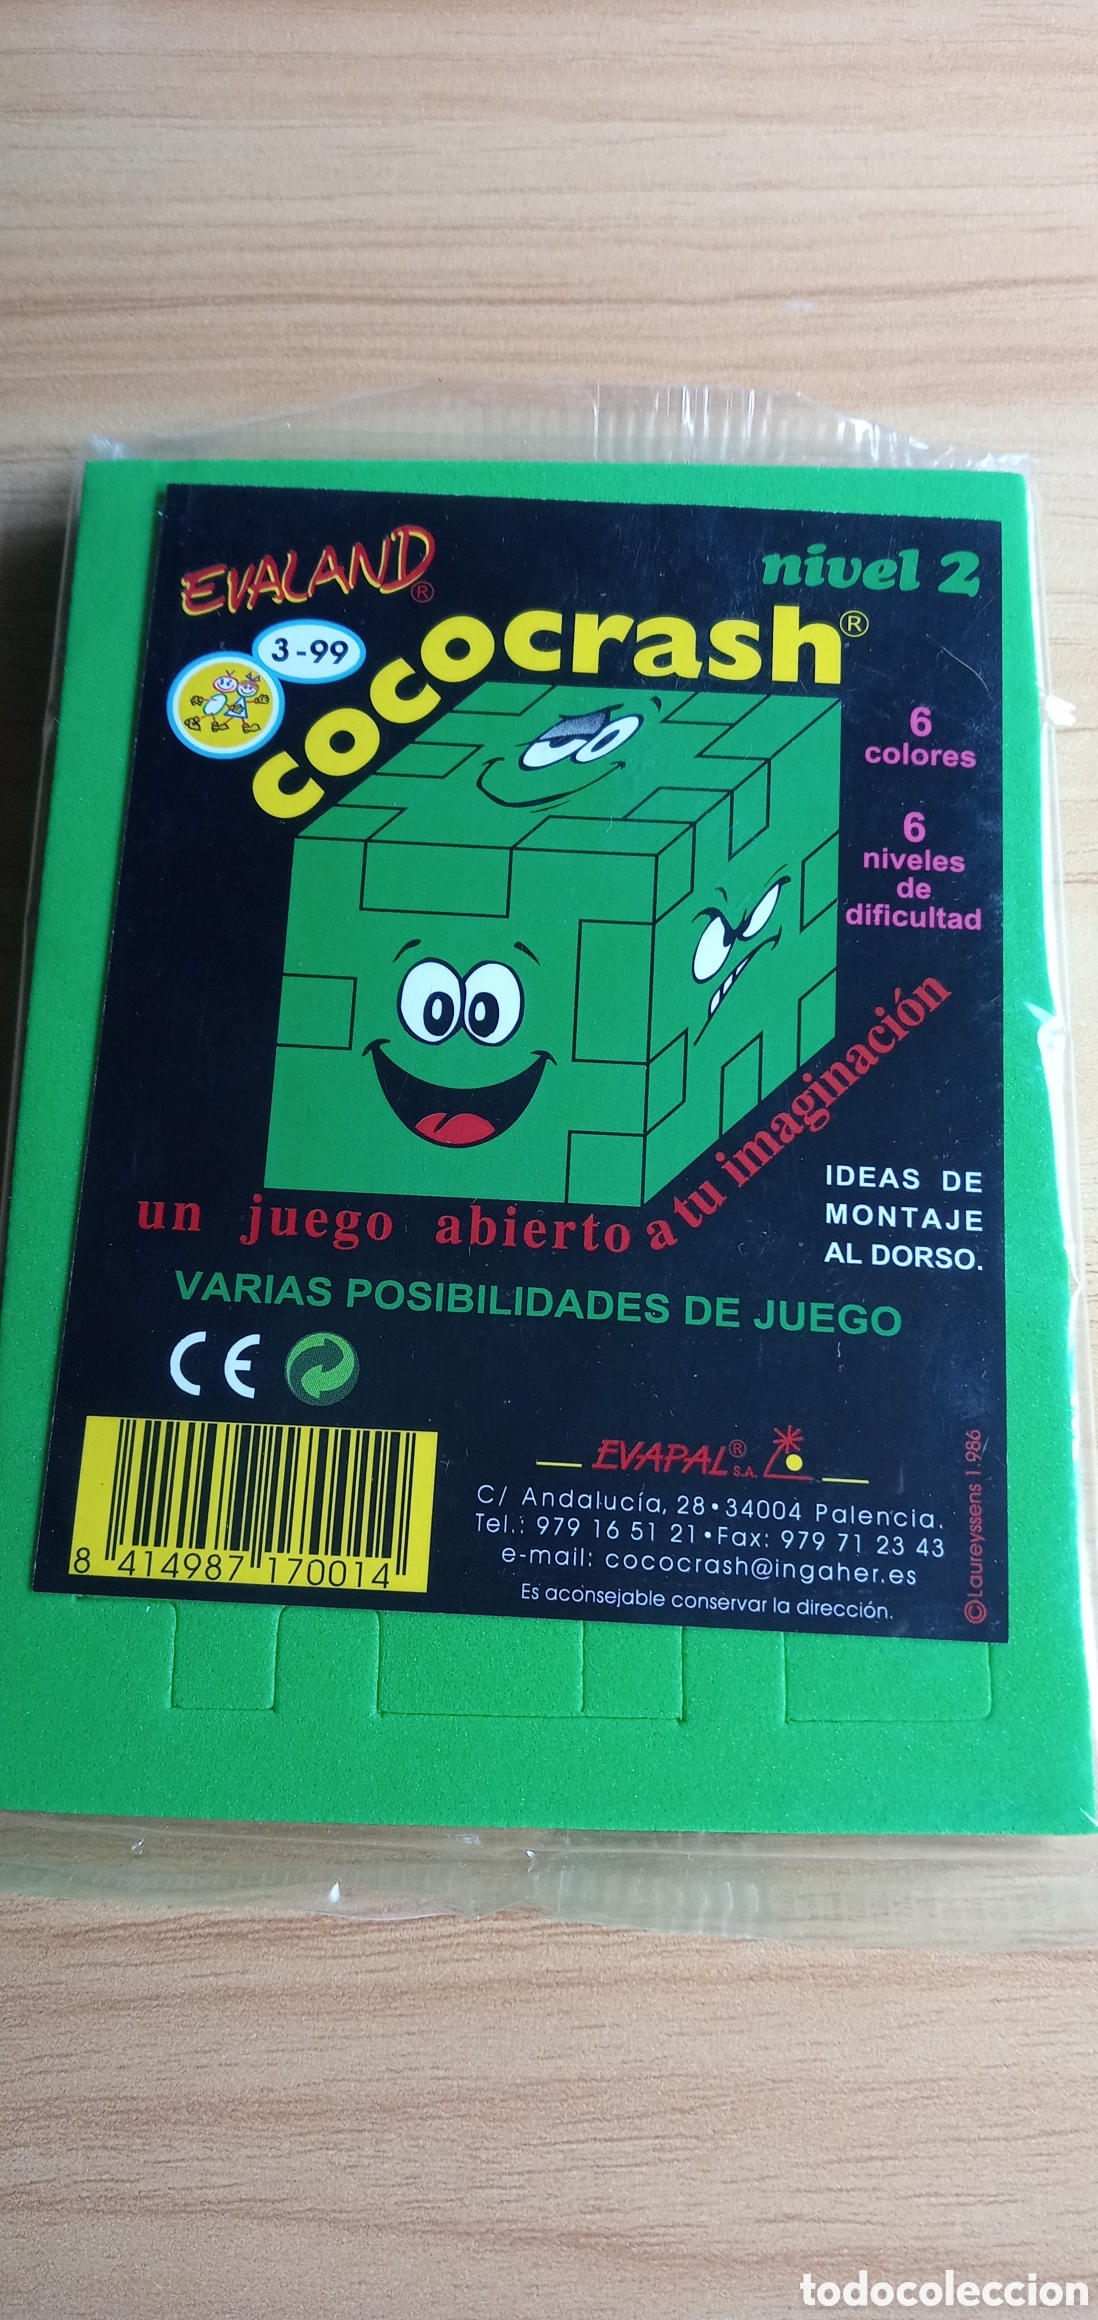 EVALAND®
nivel 2
3-99
cococrash®
6
colores
6
niveles
de
dificultad
un juego abierto a tu imaginación
IDEAS DE
MONTAJE
AL DORSO.
VARIAS POSIBILIDADES DE JUEGO
CE
EVAPAL® S.A.
C/ Andalucía, 28 • 34004 Palencia.
Tel.: 979 16 51 21 • Fax: 979 71 23 43
e-mail: cococrash@ingaher.es
Es aconsejable conservar la dirección.
©Laureyssens 1.986
8 414987 170014
todocoleccion